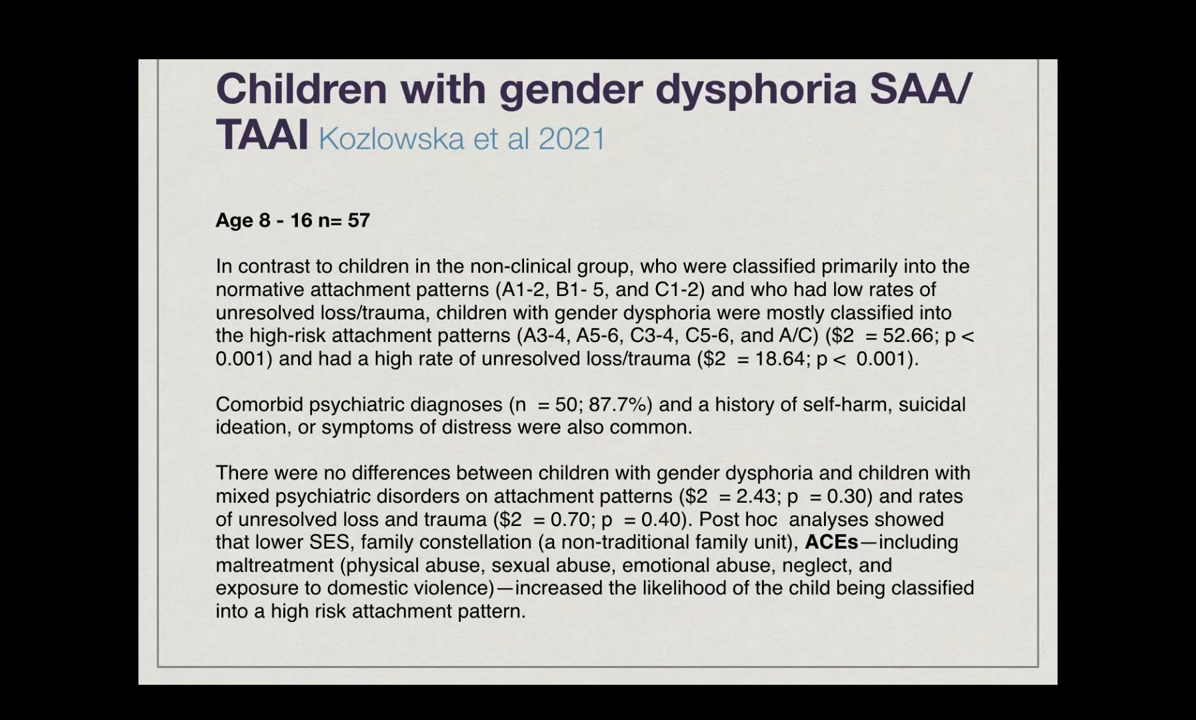 Children with gender dysphoria SAA/
TAAI Kozlowska et al 2021
Age 8 - 16 n= 57
In contrast to children in the non-clinical group, who were classified primarily into the
normative attachment patterns (A1-2, B1- 5, and C1-2) and who had low rates of
unresolved loss/trauma, children with gender dysphoria were mostly classified into
the high-risk attachment patterns (A3-4, A5-6, C3-4, C5-6, and A/C) ($2 = 52.66; p <
0.001) and had a high rate of unresolved loss/trauma ($2 = 18.64; p < 0.001).
Comorbid psychiatric diagnoses (n = 50; 87.7%) and a history of self-harm, suicidal
ideation, or symptoms of distress were also common.
There were no differences between children with gender dysphoria and children with
mixed psychiatric disorders on attachment patterns ($2 = 2.43; p = 0.30) and rates
of unresolved loss and trauma ($2 = 0.70; p = 0.40). Post hoc analyses showed
that lower SES, family constellation (a non-traditional family unit), ACEs—including
maltreatment (physical abuse, sexual abuse, emotional abuse, neglect, and
exposure to domestic violence)—increased the likelihood of the child being classified
into a high risk attachment pattern.